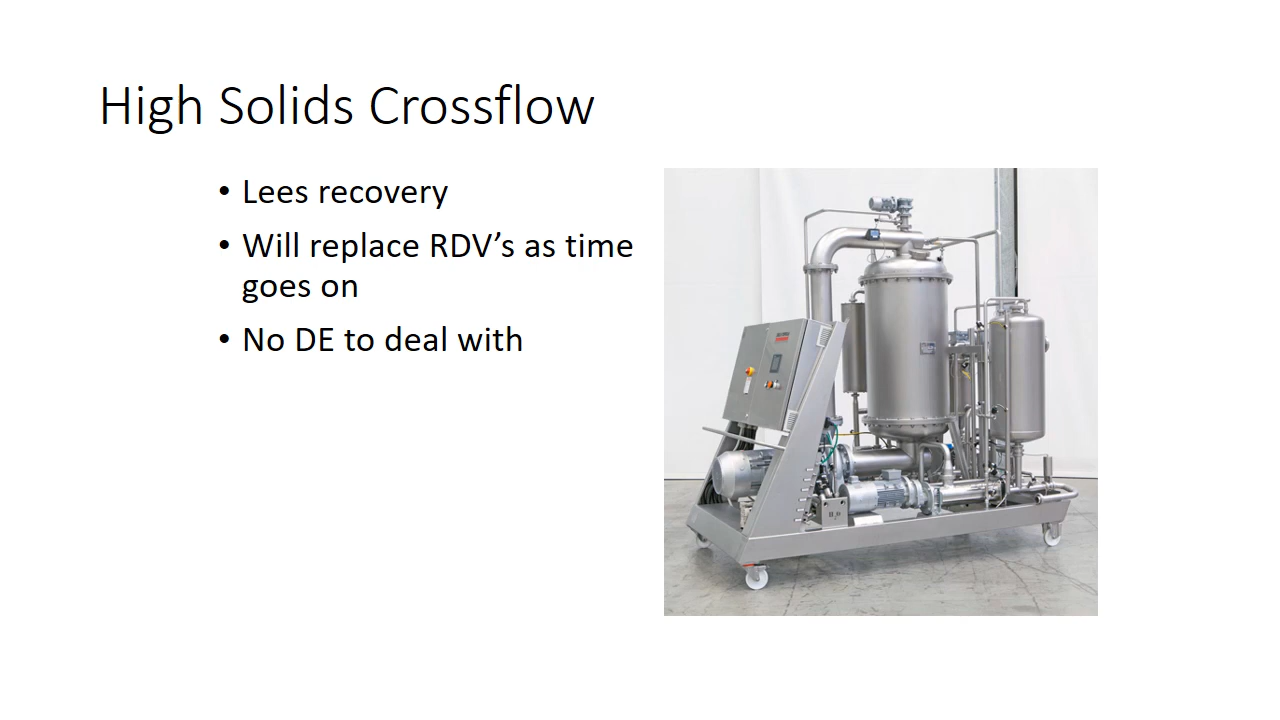 High Solids Crossflow
• Lees recovery
• Will replace RDV’s as time
goes on
• No DE to deal with